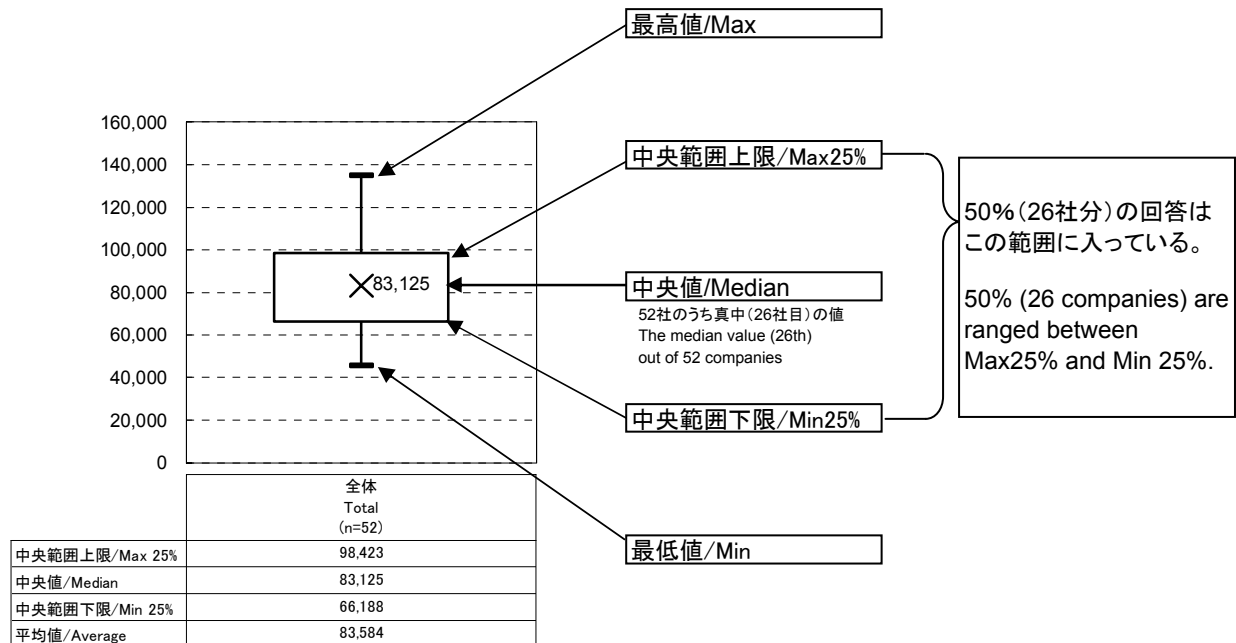 最高値/Max
160,000
140,000
120,000
100,000
80,000
60,000
40,000
20,000
0
83,125
中央範囲上限/Max25%
中央値/Median
52社のうち真中(26社目)の値
The median value (26th)
out of 52 companies
中央範囲下限/Min25%
最低値/Min
50%(26社分)の回答は
この範囲に入っている。
50% (26 companies) are
ranged between
Max25% and Min 25%.
全体
Total
(n=52)
中央範囲上限/Max 25% 98,423
中央値/Median 83,125
中央範囲下限/Min 25% 66,188
平均値/Average 83,584